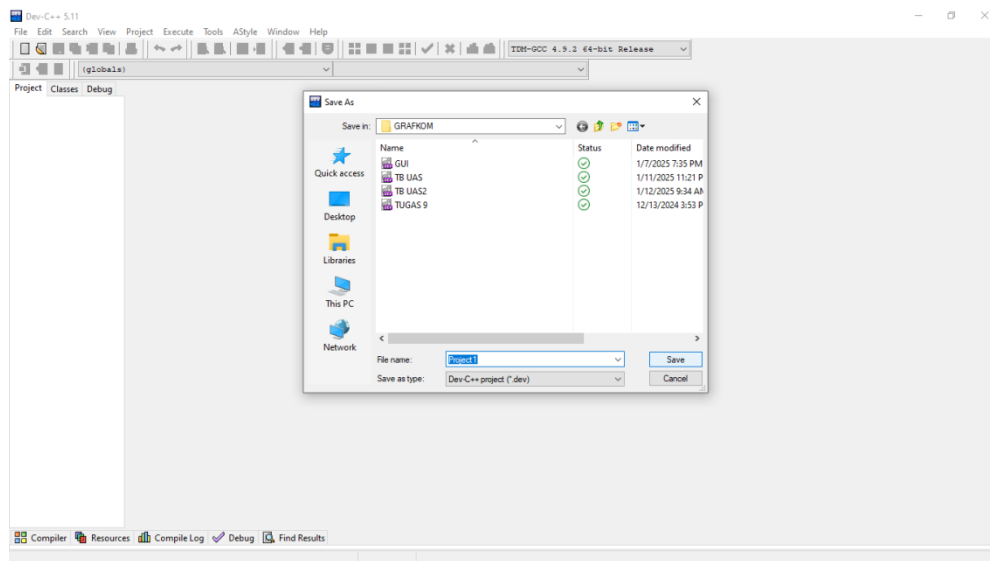 Dev-C++ 5.11
File Edit Search View Project Execute Tools AStyle Window Help
TDM-GCC 4.9.2 64-bit Release
(globals)
Project Classes Debug
Save As
Save in: GRAFKOM
Name Status Date modified
GUI 1/7/2025 7:35 PM
TB UAS 1/11/2025 11:21 P
TB UAS2 1/12/2025 9:34 AM
TUGAS 9 12/13/2024 3:53 P
Quick access
Desktop
Libraries
This PC
Network
File name: Project1 Save
Save as type: Dev-C++ project (*.dev) Cancel
Compiler Resources Compile Log Debug Find Results